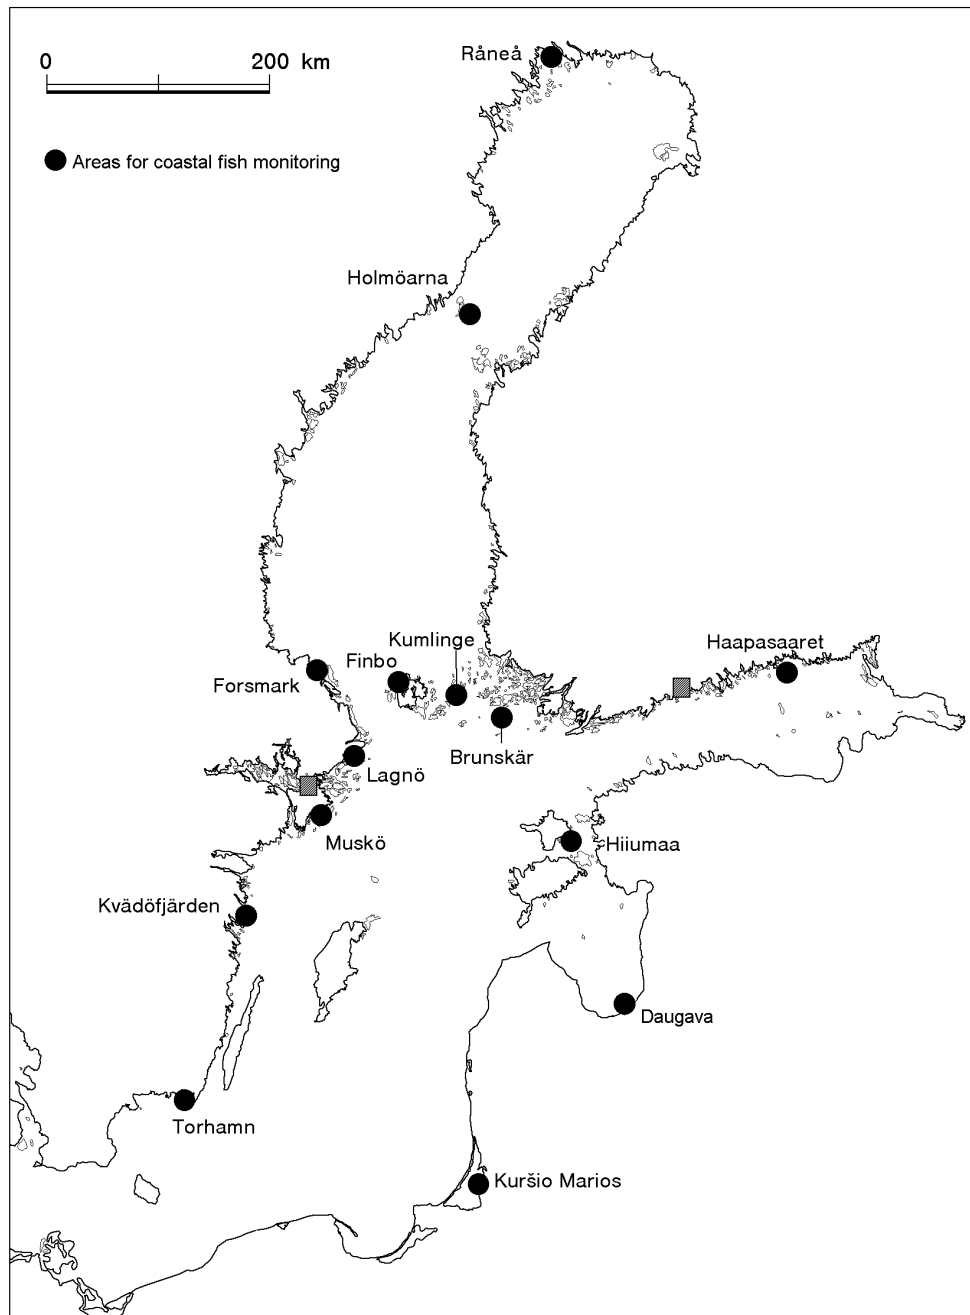 Råneå
0 200 km
Areas for coastal fish monitoring
Holmöarna
Kumlinge
Haapasaaret
Finbo
Forsmark
Brunskär
Lagnö
Muskö
Hiiumaa
Kvädöfjärden
Daugava
Torhamn
Kuršio Marios